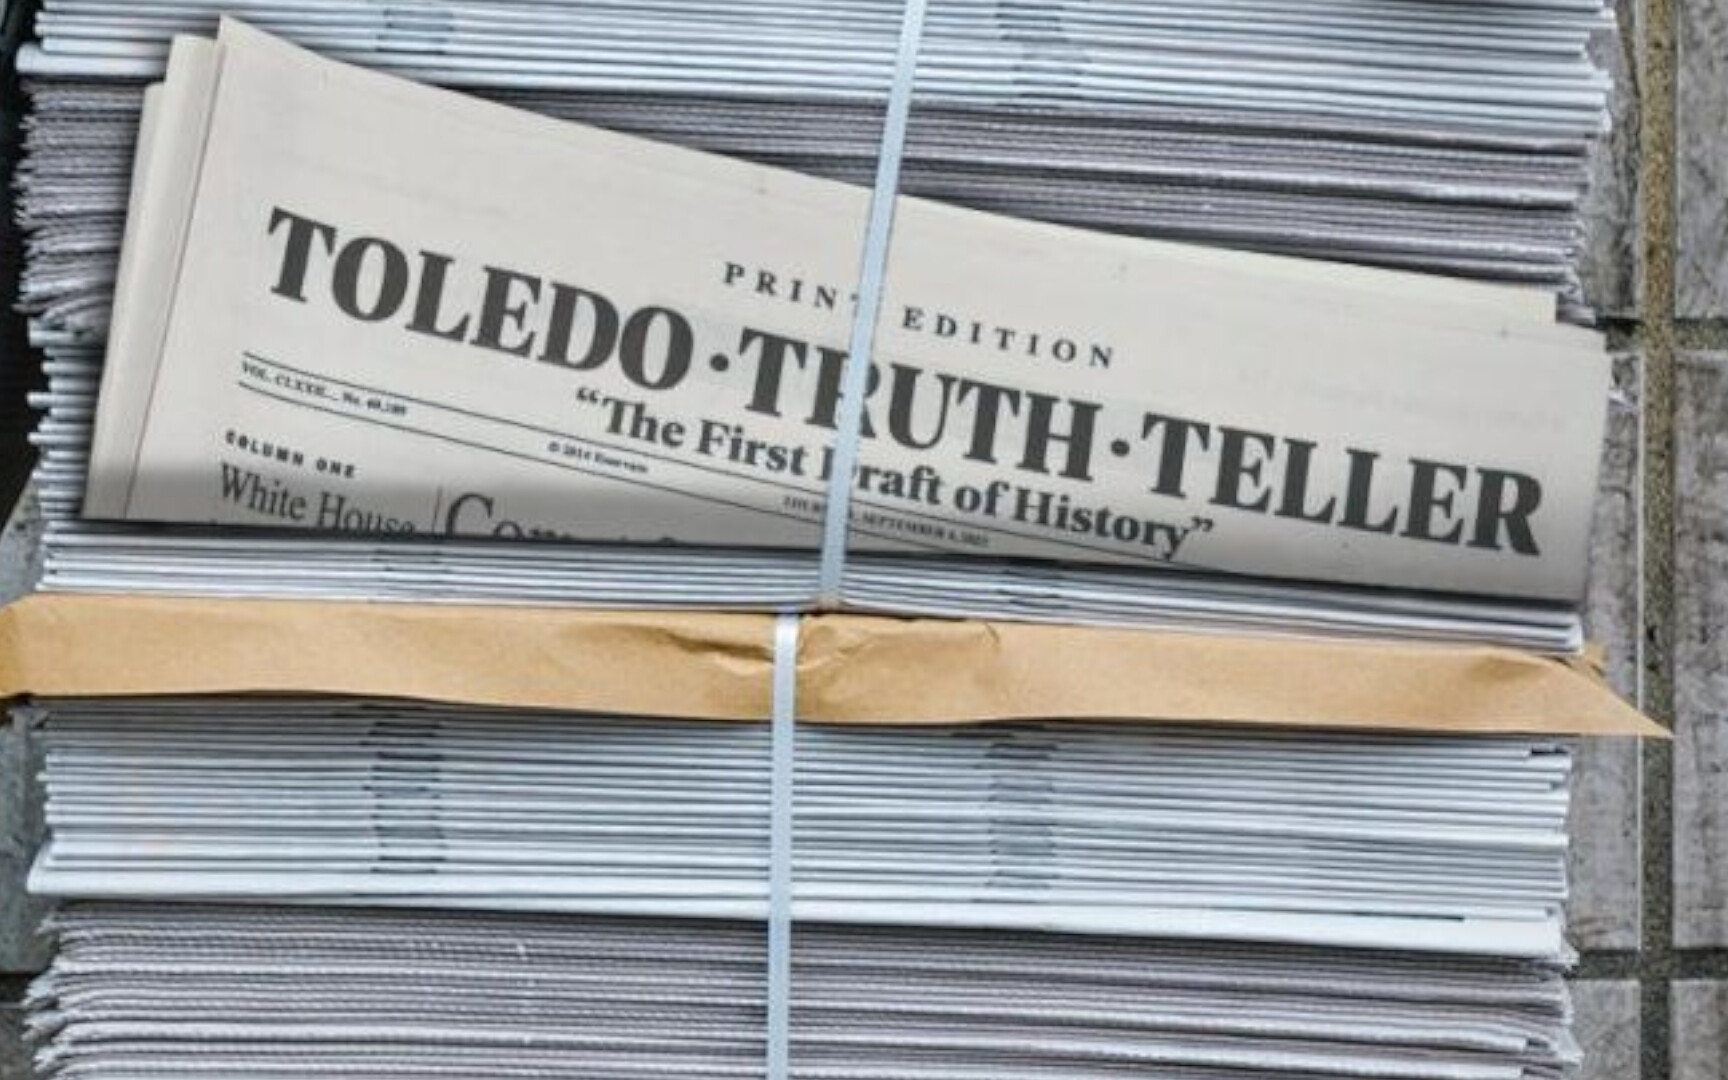 PRINT EDITION
TOLEDO·TRUTH·TELLER
“The First Draft of History”
COLUMN ONE
White House